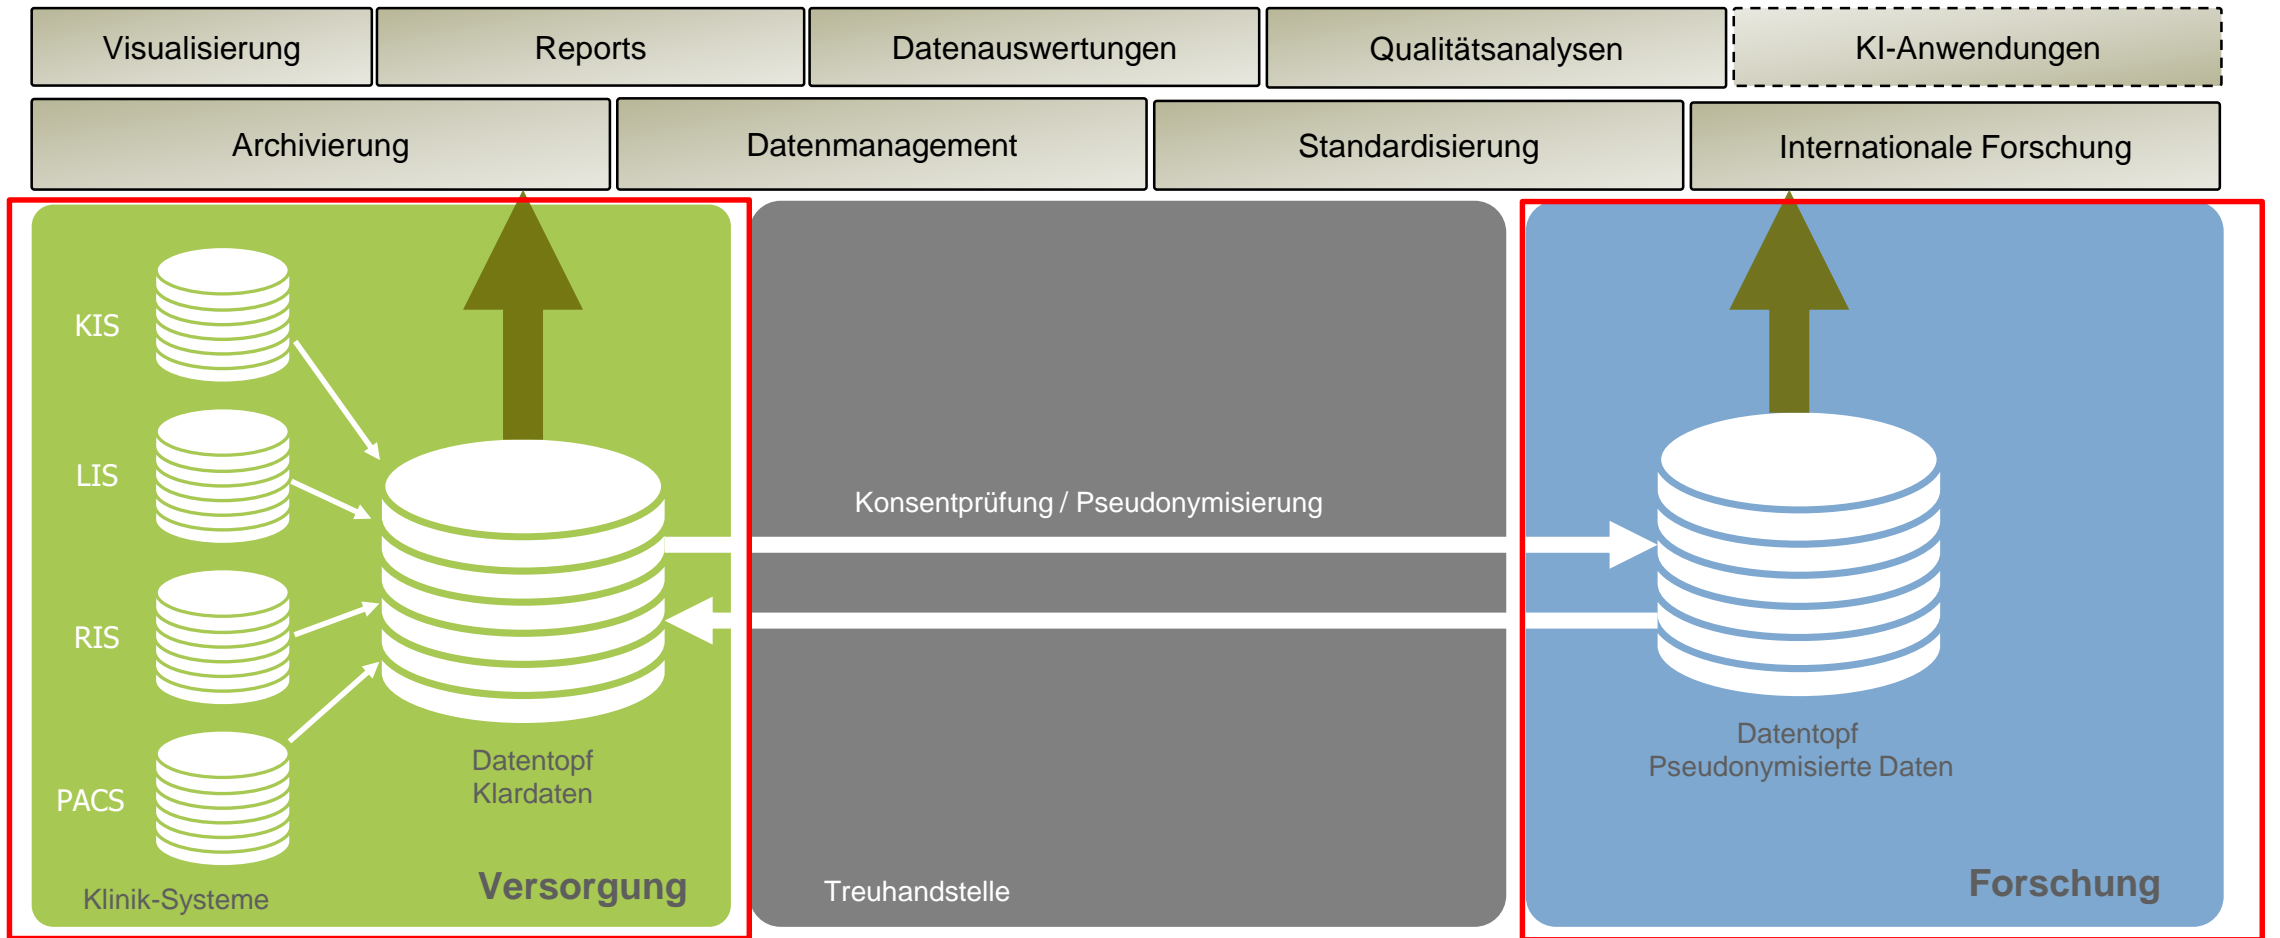 Visualisierung
Reports
Datenauswertungen
Qualitätsanalysen
KI-Anwendungen
Archivierung
Datenmanagement
Standardisierung
Internationale Forschung
KIS
LIS
RIS
PACS
Klinik-Systeme
Datentopf
Klardaten
Versorgung
Konsentprüfung / Pseudonymisierung
Treuhandstelle
Datentopf
Pseudonymisierte Daten
Forschung